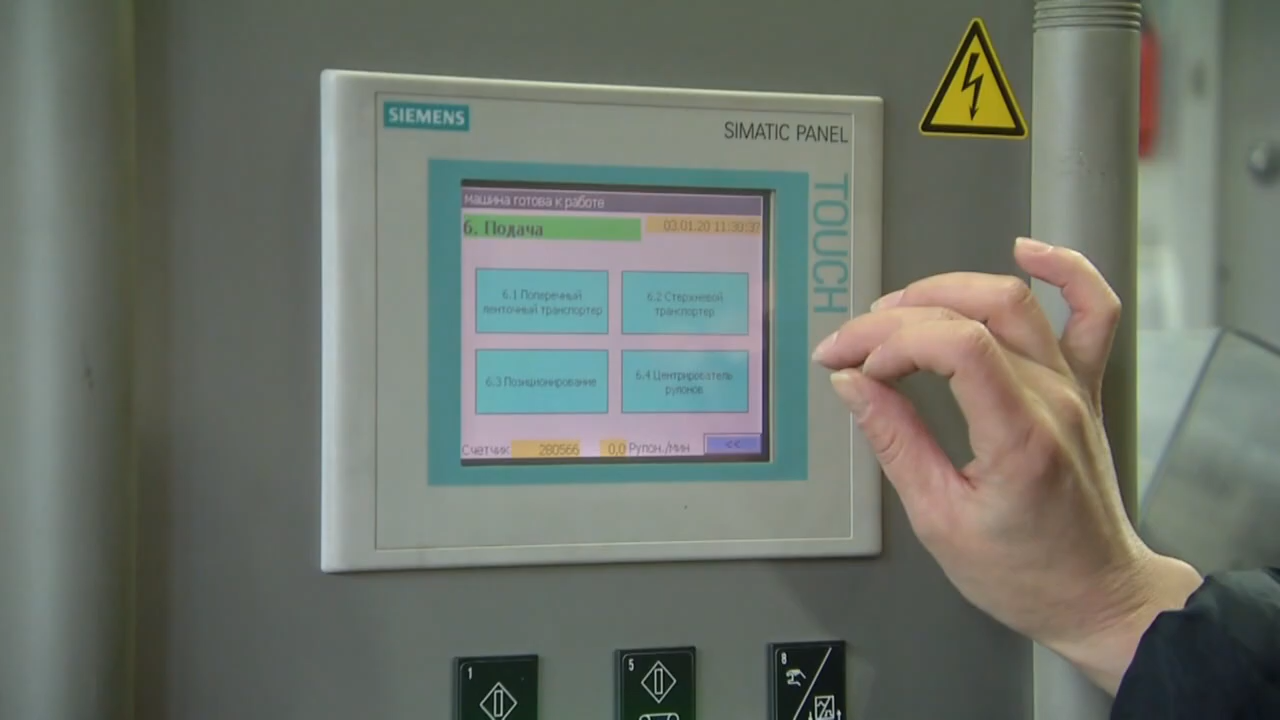 SIEMENS
SIMATIC PANEL
TOUCH
машина готова к работе
6. Подача
03.01.20 11:30:37
6.1 Поперечный
ленточный транспортер
6.2 Стержневой
транспортер
6.3 Позиционирование
6.4 Центрирователь
рулонов
Счетчик 280566 0,0 Рулон./мин <<
1
5
8